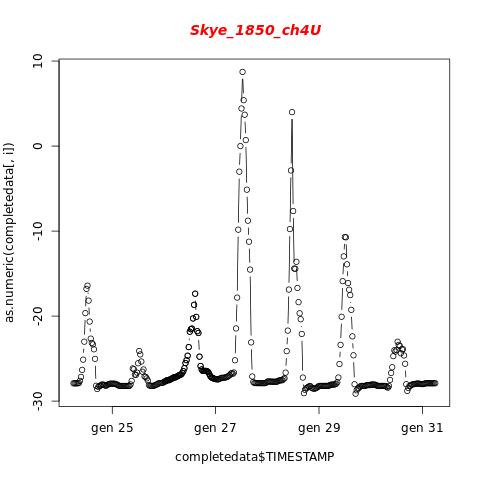 Skye_1850_ch4U
as.numeric(completedata[, i])
10
0
-10
-20
-30
gen 25
gen 27
gen 29
gen 31
completedata$TIMESTAMP